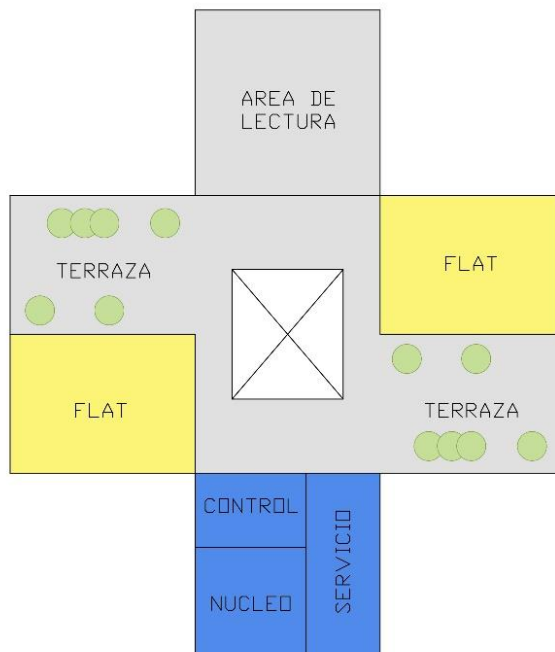 AREA DE
LECTURA
TERRAZA
FLAT
FLAT
TERRAZA
CONTROL
NUCLEO
SERVICIO